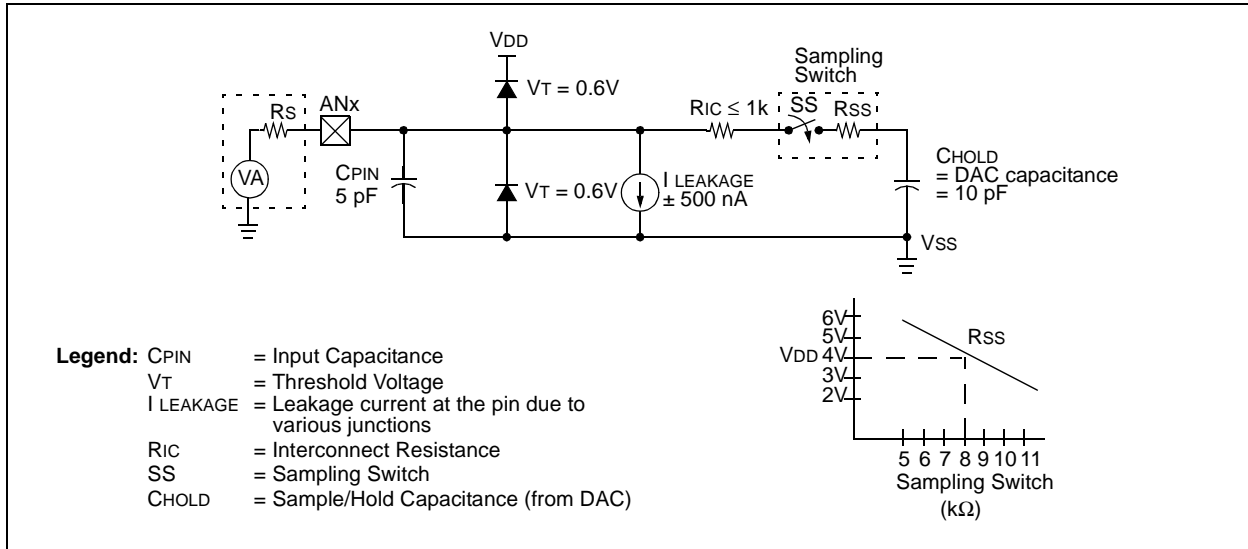 VDD
Sampling
Switch
VT = 0.6V
RS
ANx
RIC ≤ 1k
SS
RSS
VA
CPIN
5 pF
VT = 0.6V
I LEAKAGE
± 500 nA
CHOLD
= DAC capacitance
= 10 pF
VSS
6V
5V
VDD 4V
3V
2V
RSS
5 6 7 8 9 10 11
Sampling Switch
(kΩ)
Legend: CPIN = Input Capacitance
VT = Threshold Voltage
I LEAKAGE = Leakage current at the pin due to
various junctions
RIC = Interconnect Resistance
SS = Sampling Switch
CHOLD = Sample/Hold Capacitance (from DAC)